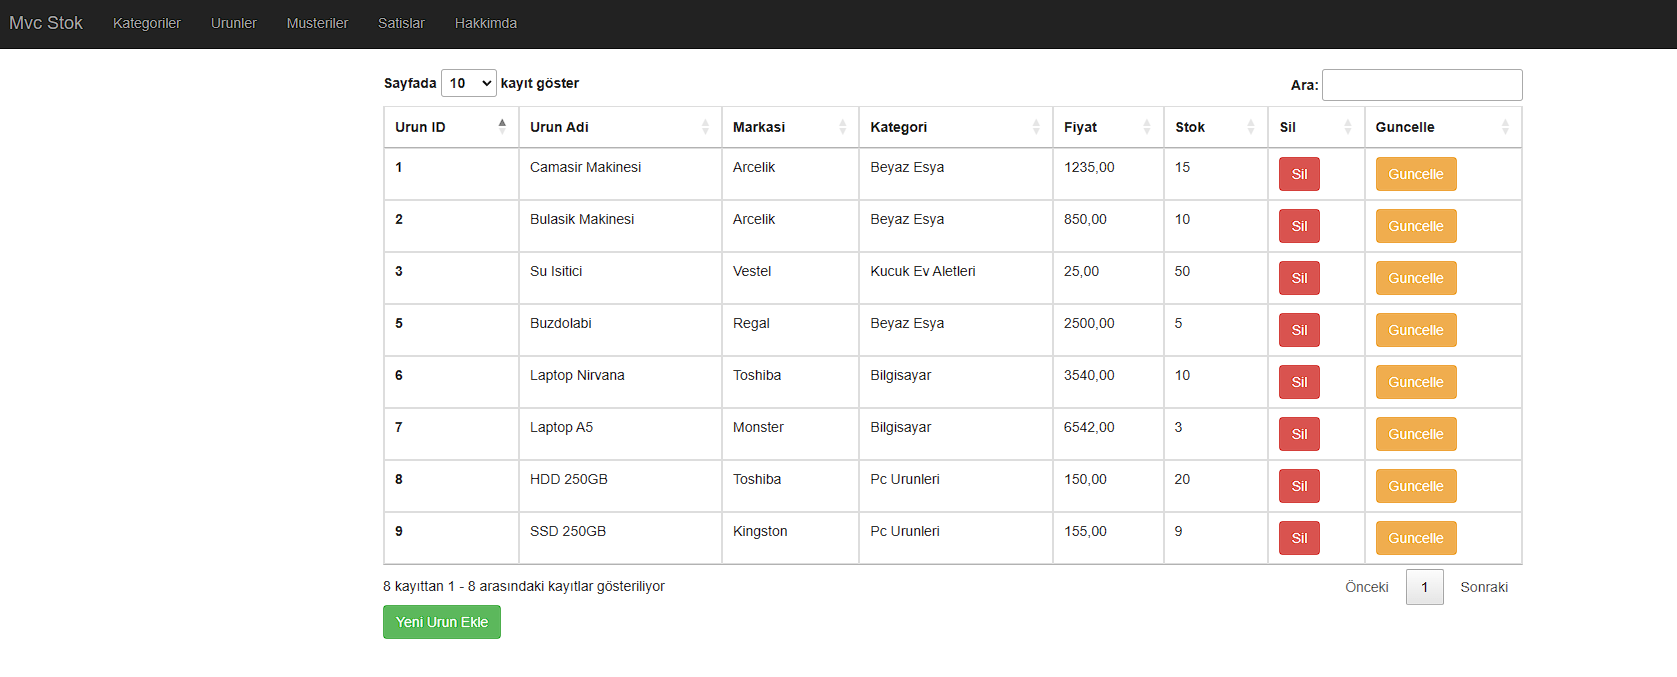 Mvc Stok Kategoriler Urunler Musteriler Satislar Hakkimda
Sayfada 10 kayıt göster Ara:
Urun ID Urun Adi Markasi Kategori Fiyat Stok Sil Guncelle
1 Camasir Makinesi Arcelik Beyaz Esya 1235,00 15 Sil Guncelle
2 Bulasik Makinesi Arcelik Beyaz Esya 850,00 10 Sil Guncelle
3 Su Isitici Vestel Kucuk Ev Aletleri 25,00 50 Sil Guncelle
5 Buzdolabi Regal Beyaz Esya 2500,00 5 Sil Guncelle
6 Laptop Nirvana Toshiba Bilgisayar 3540,00 10 Sil Guncelle
7 Laptop A5 Monster Bilgisayar 6542,00 3 Sil Guncelle
8 HDD 250GB Toshiba Pc Urunleri 150,00 20 Sil Guncelle
9 SSD 250GB Kingston Pc Urunleri 155,00 9 Sil Guncelle
8 kayıttan 1 - 8 arasındaki kayıtlar gösteriliyor Önceki 1 Sonraki
Yeni Urun Ekle